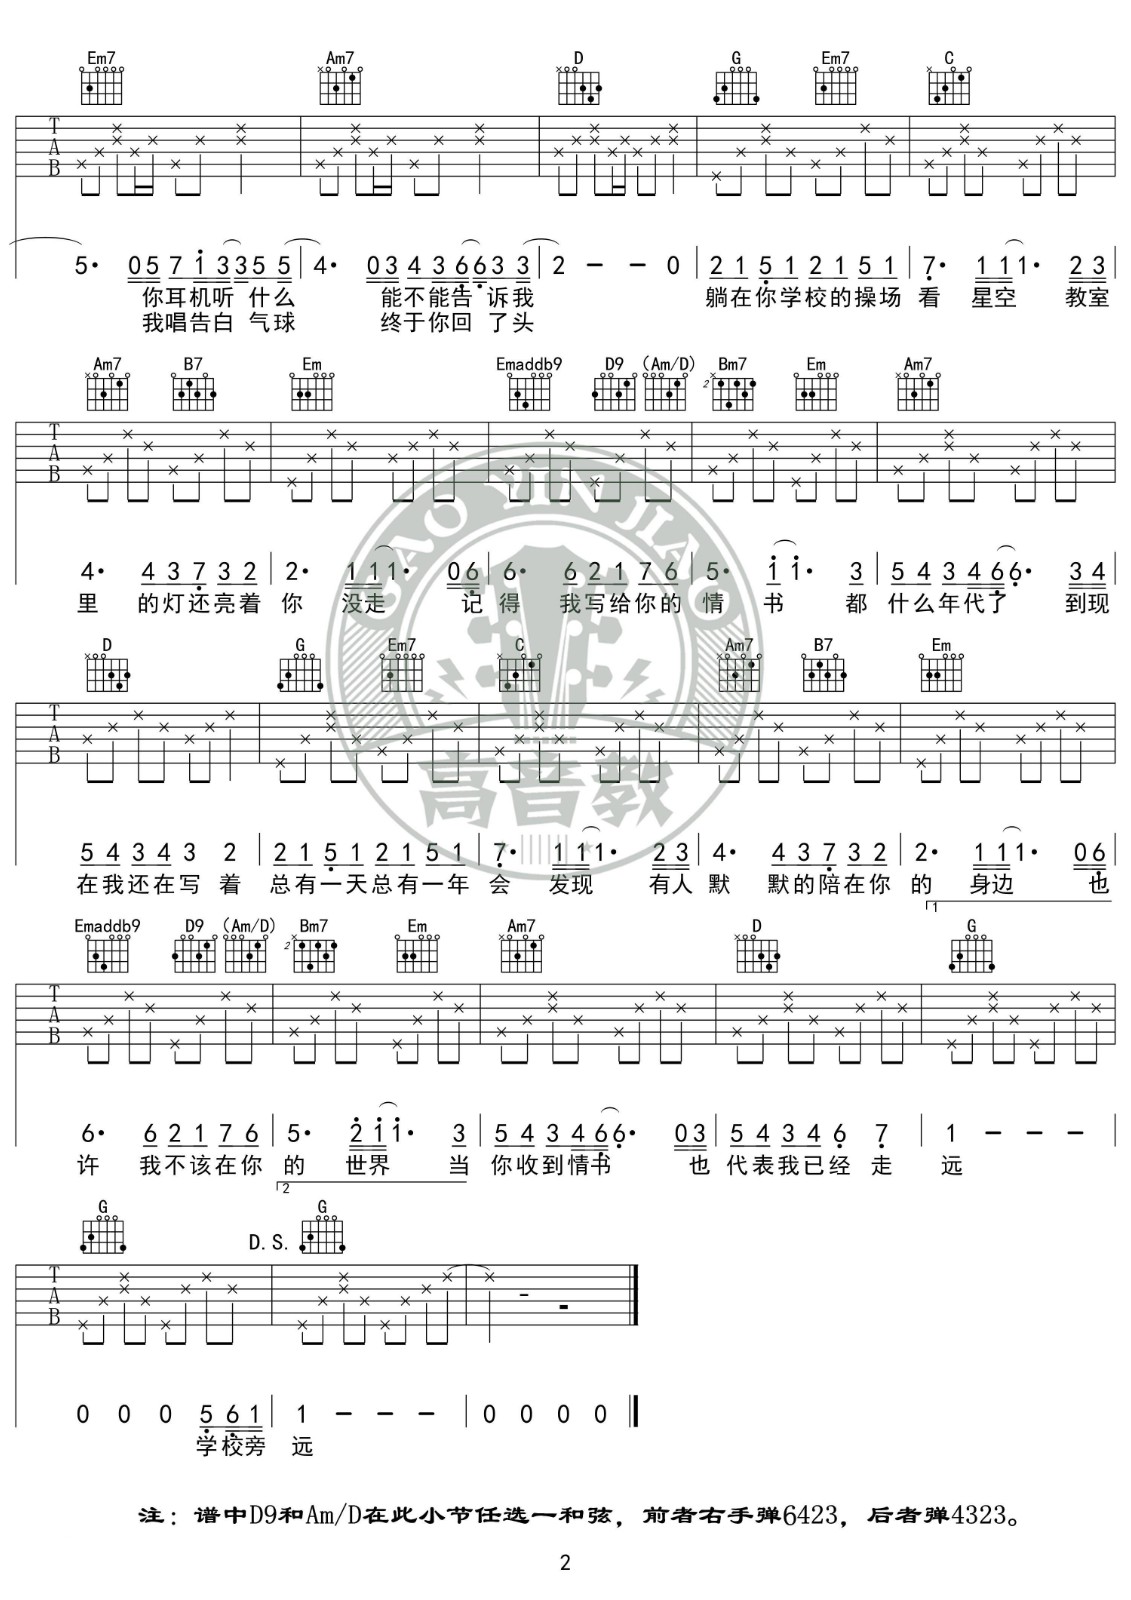 Em7 Am7 D G Em7 C
T
A
B
5· 05 7 1 3 3 5 5 4· 03 4 3 6 6 3 3 2 - - 0 2 1 5 1 2 1 5 1 7· 1 1 1· 2 3
你耳机听 什么 能不能告 诉我 躺在你学校的操场 看 星空 教室
我唱告白 气球 终于你回 了头
Am7 B7 Em Emaddb9 D9 (Am/D) Bm7 Em Am7
2
T
A
B
4· 4 3 7 3 2 2· 1 1 1· 0 6 6· 6 2 1 7 6 5· 1 1· 3 5 4 3 4 6 6· 3 4
里 的灯还亮着 你 没走 记 得 我写给你的 情 书 都 什么年代了 到现
D G Em7 C Am7 B7 Em
T
A
B
GAO YIN JIAO
高音教
5 4 3 4 3 2 2 1 5 1 2 1 5 1 7· 1 1 1· 2 3 4· 4 3 7 3 2 2· 1 1 1· 0 6
在我还在写 着 总有一天总有一年 会 发现 有人 默 默的陪在你 的 身边 也
1
Emaddb9 D9 (Am/D) Bm7 Em Am7 D G
2
T
A
B
6· 6 2 1 7 6 5· 2 1 1· 3 5 4 3 4 6 6· 0 3 5 4 3 4 6 7 1 - - -
许 我不该在你 的 世界 当 你收到情书 也 代表我已经 走 远
2
G D.S. G
T
A
B
0 0 0 5 6 1 1 - - - 0 0 0 0
学校旁 远
注：谱中D9和Am/D在此小节任选一和弦，前者右手弹6423，后者弹4323。
2